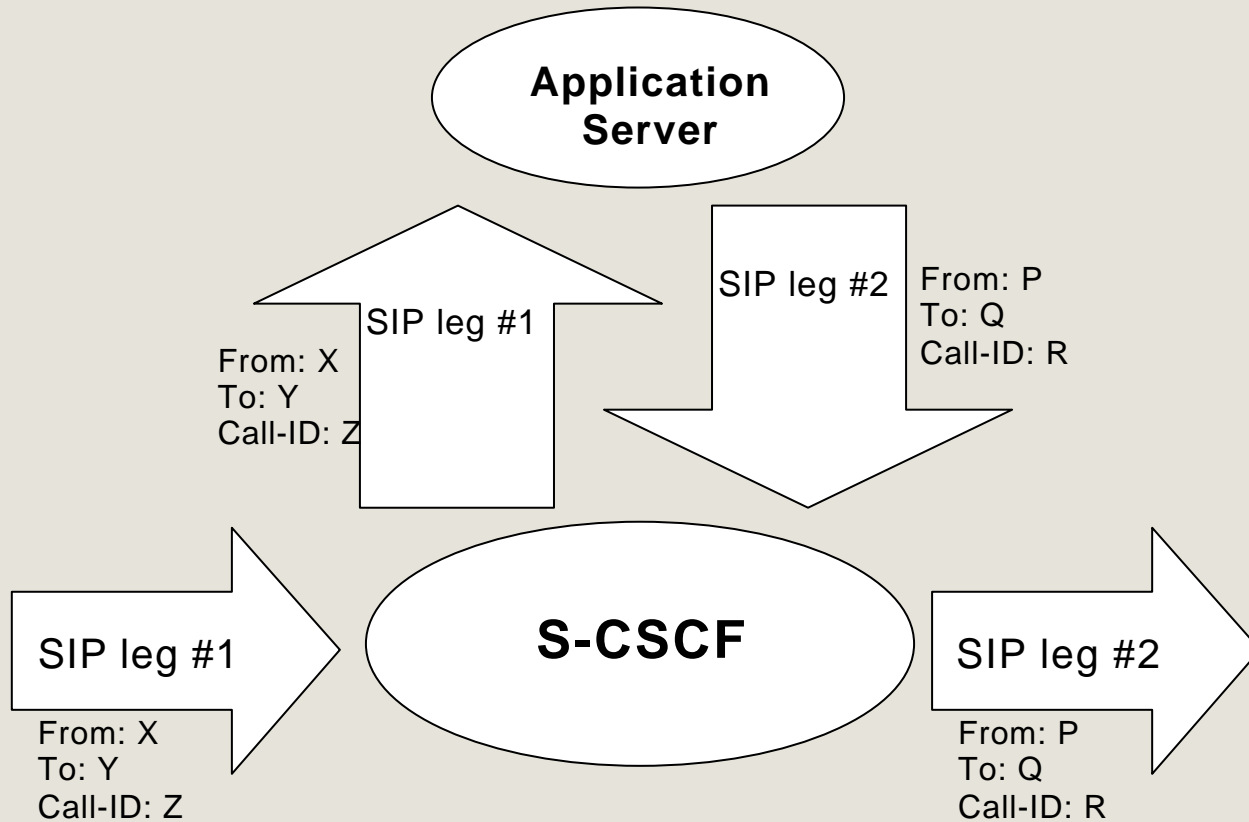 Application
Server
SIP leg #1
From: X
To: Y
Call-ID: Z
SIP leg #2
From: P
To: Q
Call-ID: R
S-CSCF
SIP leg #1
From: X
To: Y
Call-ID: Z
SIP leg #2
From: P
To: Q
Call-ID: R